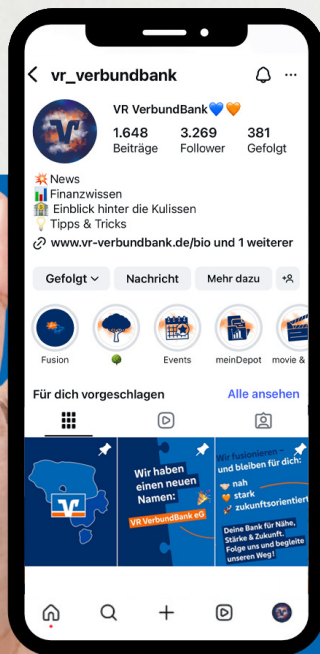 vr_verbundbank
VR VerbundBank💙🧡
1.648 3.269 381
Beiträge Follower Gefolgt
💥News
📊Finanzwissen
🏦 Einblick hinter die Kulissen
💡Tipps & Tricks
www.vr-verbundbank.de/bio und 1 weiterer
Gefolgt Nachricht Mehr dazu
Fusion 🌳 Events meinDepot movie &
Für dich vorgeschlagen Alle ansehen
Wir haben
einen neuen
Namen:
VR VerbundBank eG
Wir fusionieren –
und bleiben für dich:
nah
stark
zukunftsorientiert
Deine Bank für Nähe,
Stärke & Zukunft.
Folge uns und begleite
unseren Weg!